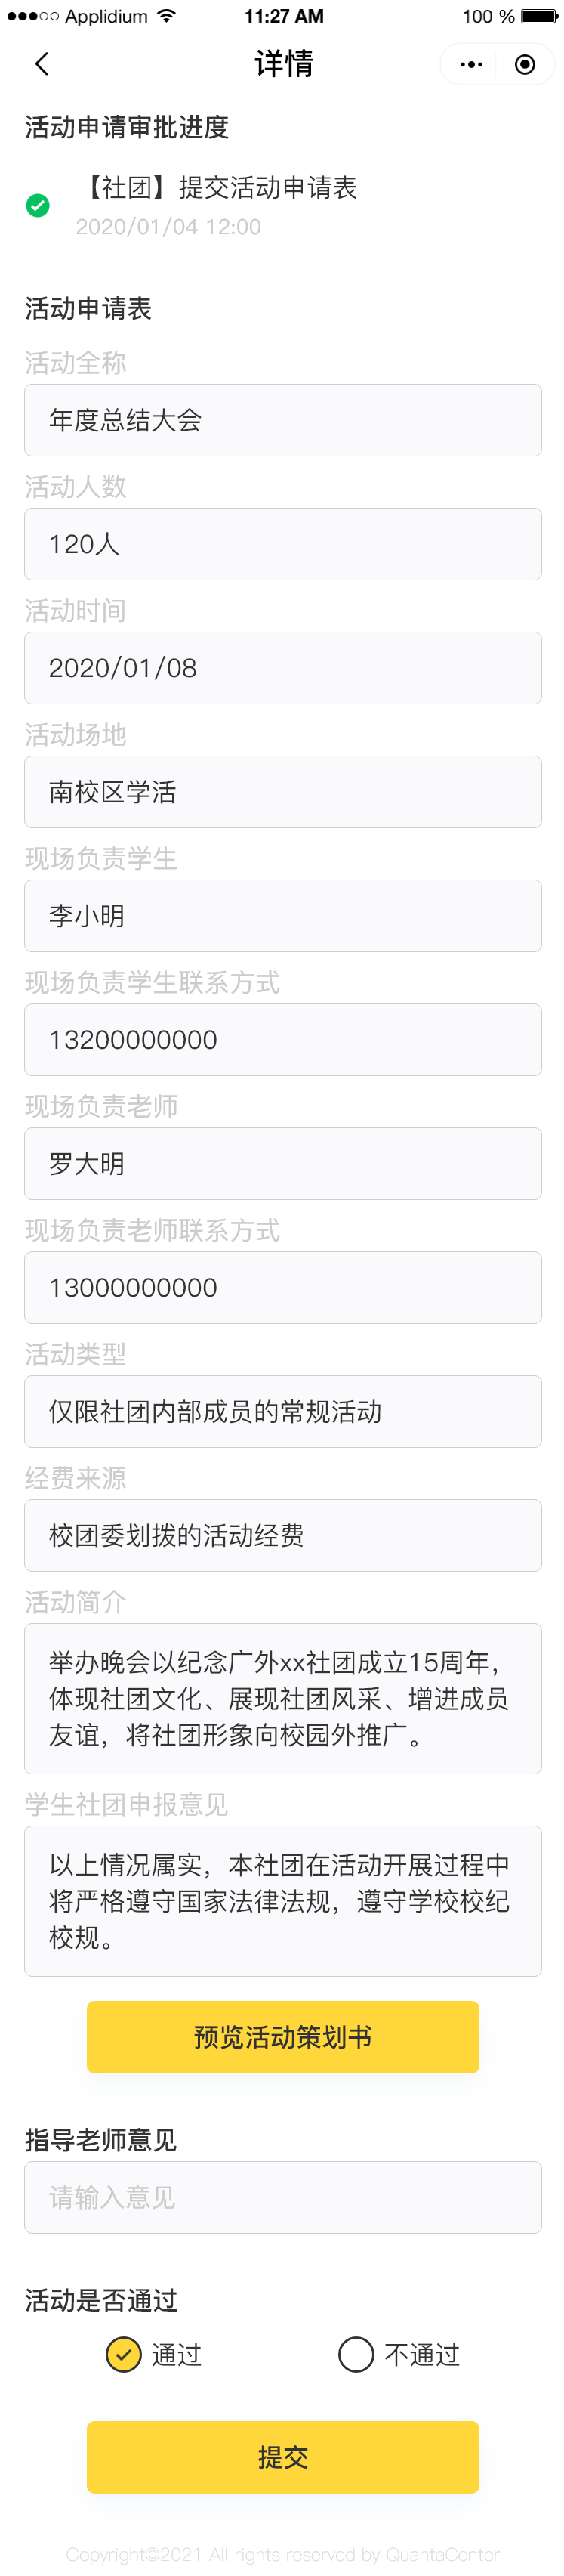 Applidium 11:27 AM 100 %
详情
活动申请审批进度
【社团】提交活动申请表
2020/01/04 12:00
活动申请表
活动全称
年度总结大会
活动人数
120人
活动时间
2020/01/08
活动场地
南校区学活
现场负责学生
李小明
现场负责学生联系方式
13200000000
现场负责老师
罗大明
现场负责老师联系方式
13000000000
活动类型
仅限社团内部成员的常规活动
经费来源
校团委划拨的活动经费
活动简介
举办晚会以纪念广外xx社团成立15周年，
体现社团文化、展现社团风采、增进成员
友谊，将社团形象向校园外推广。
学生社团申报意见
以上情况属实，本社团在活动开展过程中
将严格遵守国家法律法规，遵守学校校纪
校规。
预览活动策划书
指导老师意见
请输入意见
活动是否通过
通过 不通过
提交
Copyright©2021 All rights reserved by QuantaCenter